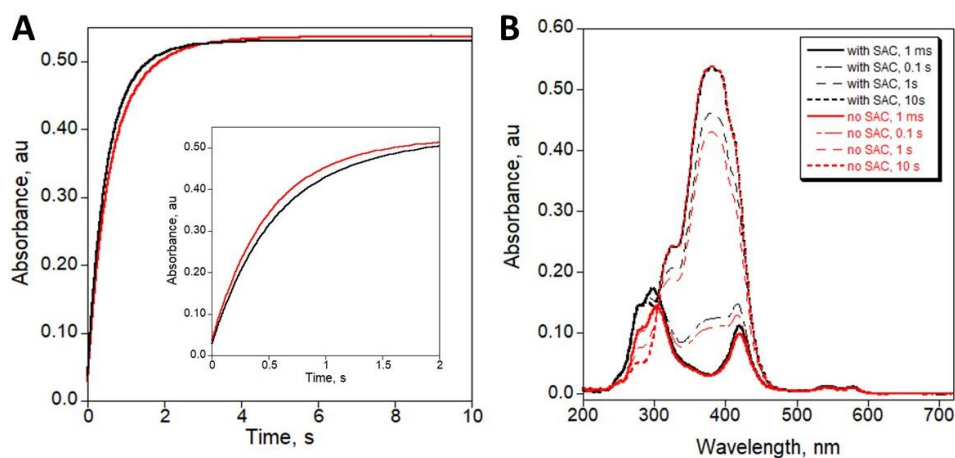 A
Absorbance, au
0.50
0.40
0.30
0.20
0.10
0.0
0
2
4
6
8
10
Time, s
Absorbance, au
0.50
0.40
0.30
0.20
0.10
0.0
0
0.5
1
1.5
2
Time, s
B
Absorbance, au
0.60
0.50
0.40
0.30
0.20
0.10
0.0
200
300
400
500
600
700
Wavelength, nm
with SAC, 1 ms
with SAC, 0.1 s
with SAC, 1s
with SAC, 10s
no SAC, 1 ms
no SAC, 0.1 s
no SAC, 1 s
no SAC, 10 s